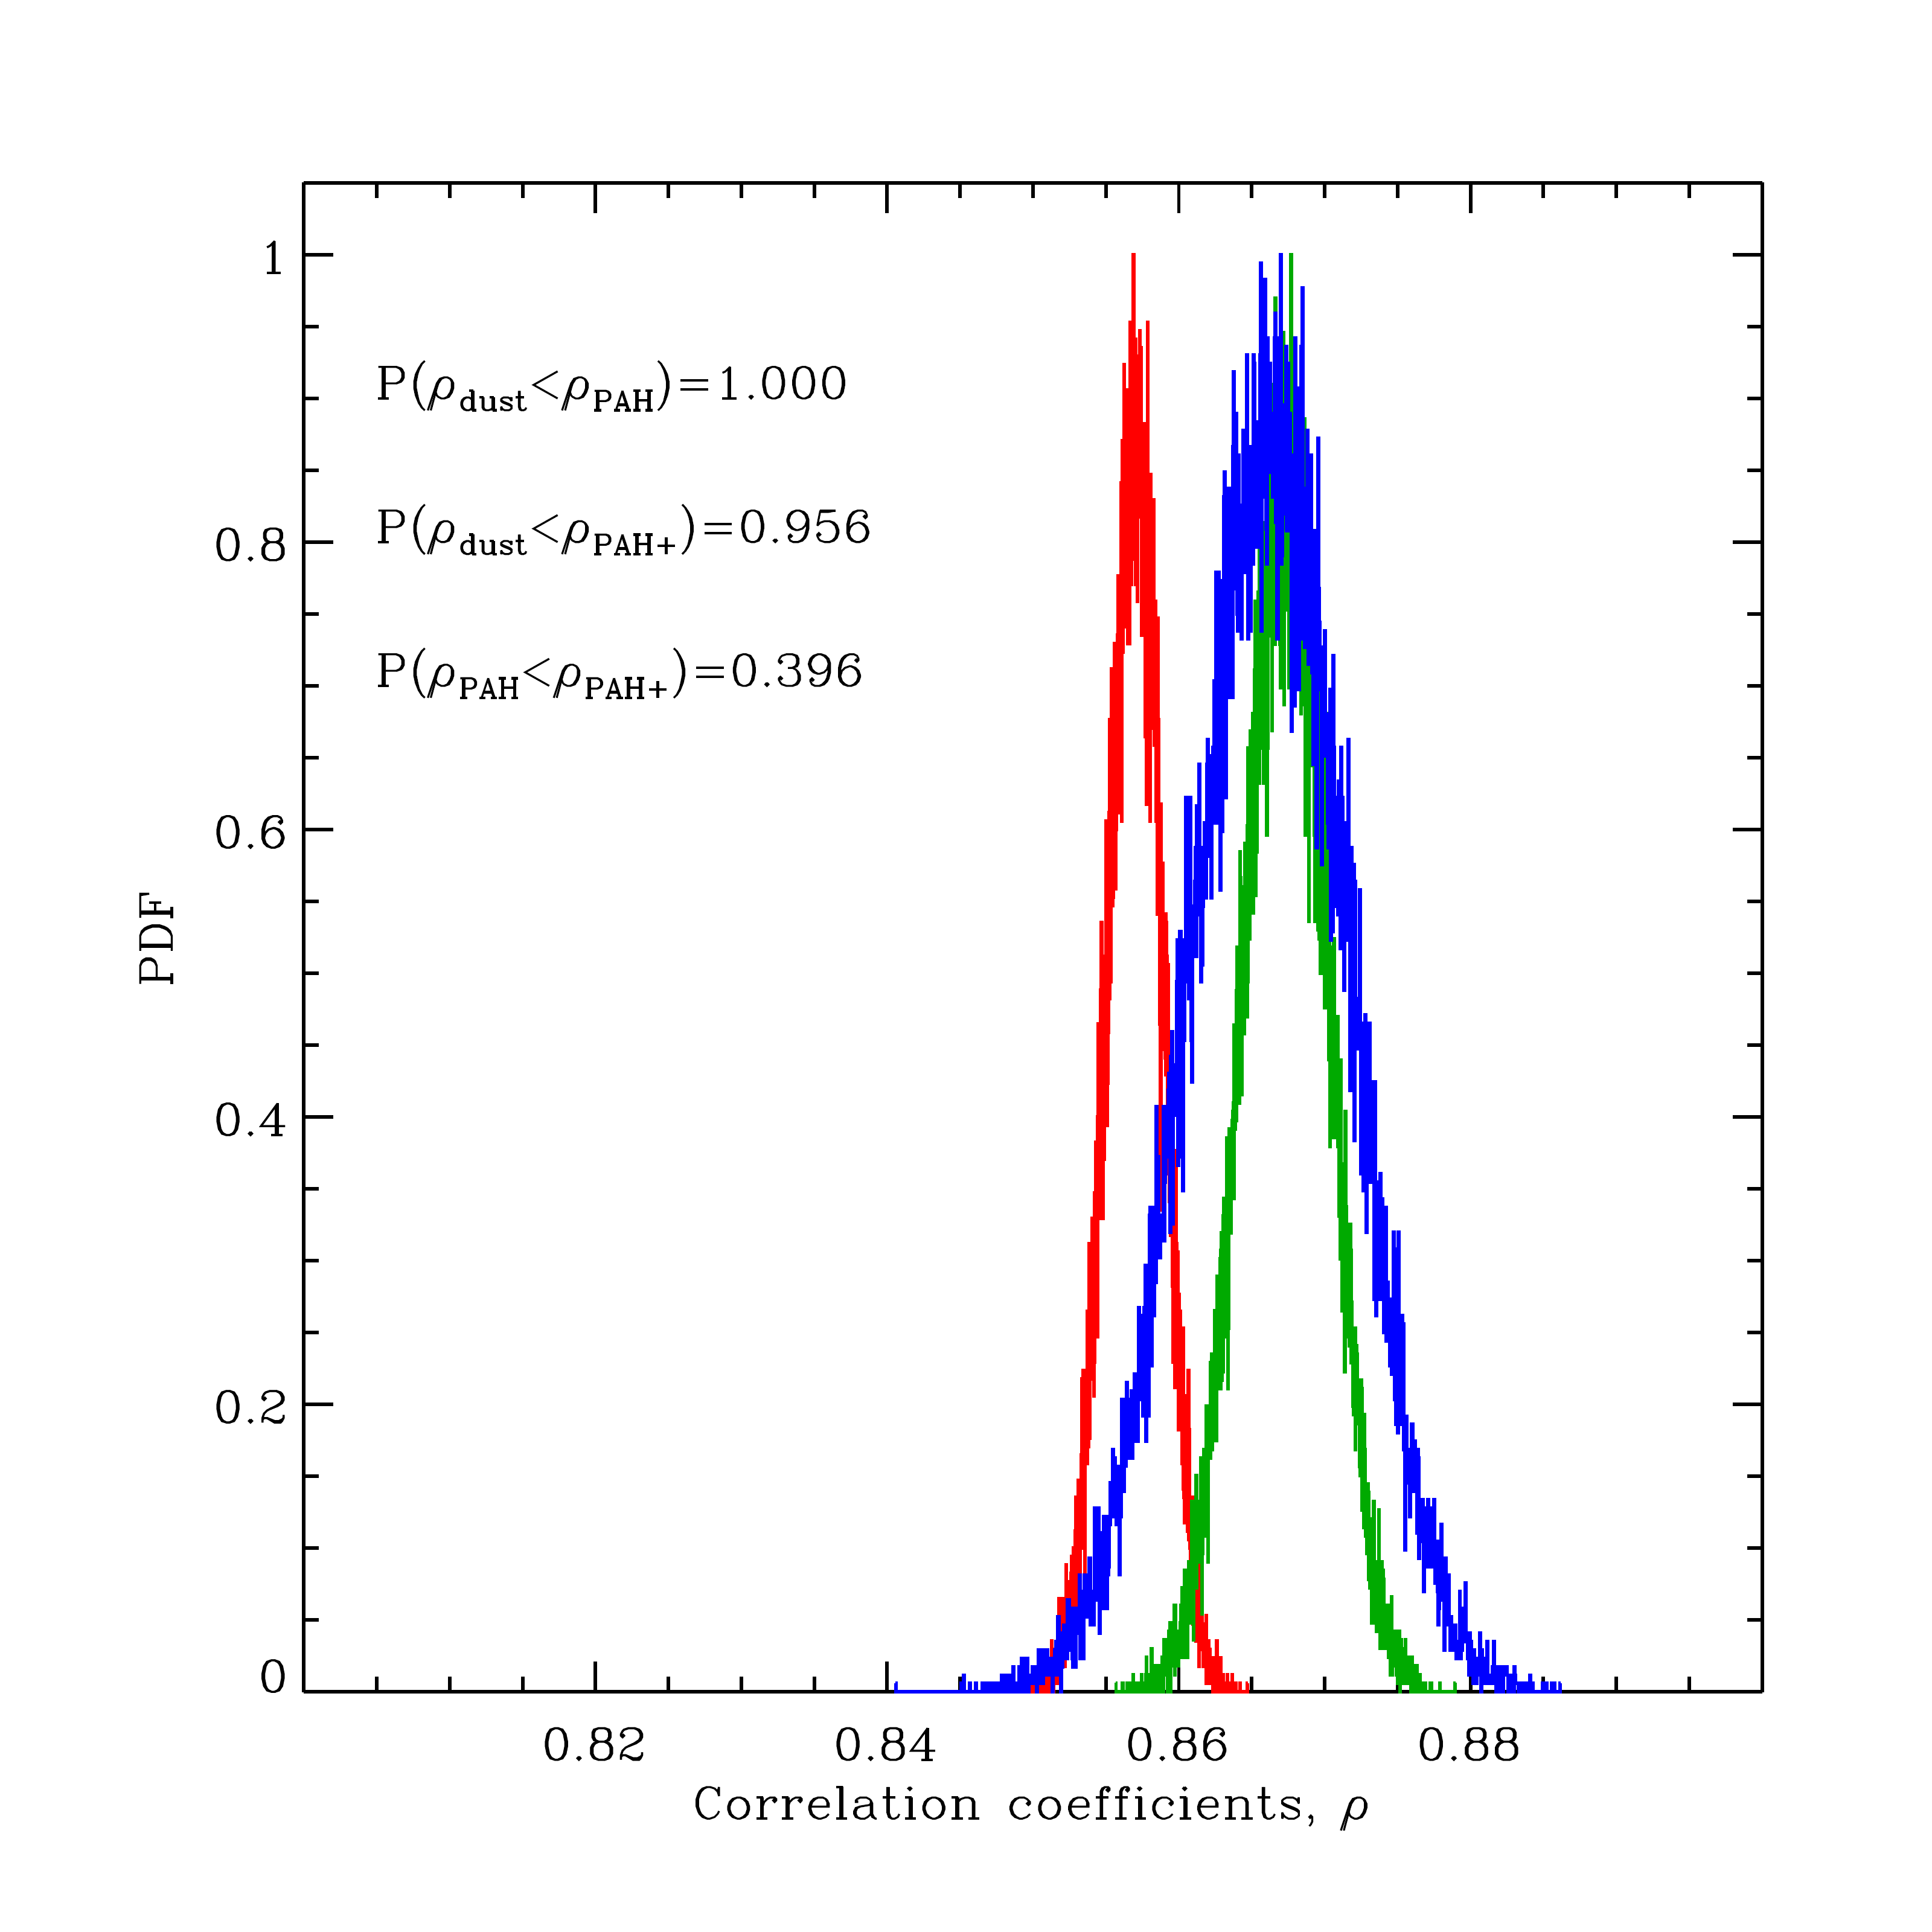 1
0.8
0.6
0.4
0.2
0
PDF
P(ρdust<ρPAH)=1.000
P(ρdust<ρPAH+)=0.956
P(ρPAH<ρPAH+)=0.396
0.82 0.84 0.86 0.88
Correlation coefficients, ρ